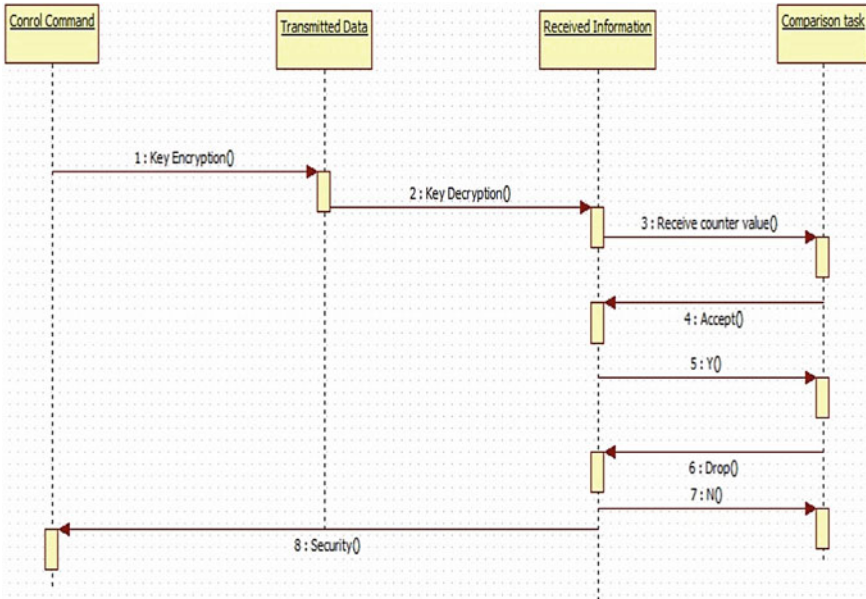 Conrol Command
Transmitted Data
Received Information
Comparison task
1 : Key Encryption()
2 : Key Decryption()
3 : Receive counter value()
4 : Accept()
5 : Y()
6 : Drop()
7 : N()
8 : Security()